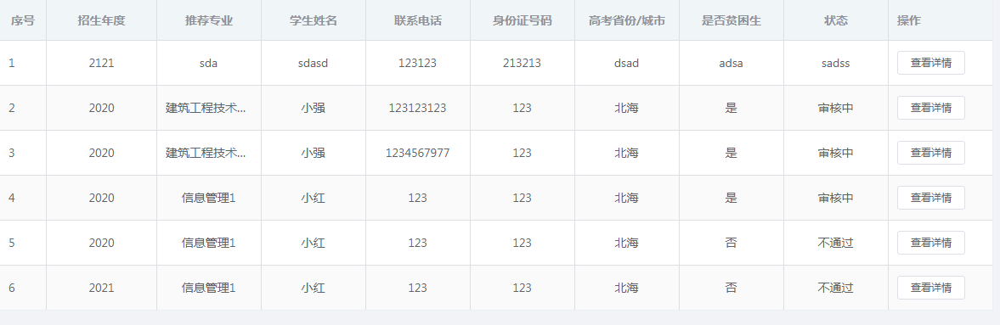 序号 招生年度 推荐专业 学生姓名 联系电话 身份证号码 高考省份/城市 是否贫困生 状态 操作
1 2121 sda sdasd 123123 213213 dsad adsa sadss 查看详情
2 2020 建筑工程技术... 小强 123123123 123 北海 是 审核中 查看详情
3 2020 建筑工程技术... 小强 1234567977 123 北海 是 审核中 查看详情
4 2020 信息管理1 小红 123 123 北海 是 审核中 查看详情
5 2020 信息管理1 小红 123 123 北海 否 不通过 查看详情
6 2021 信息管理1 小红 123 123 北海 否 不通过 查看详情